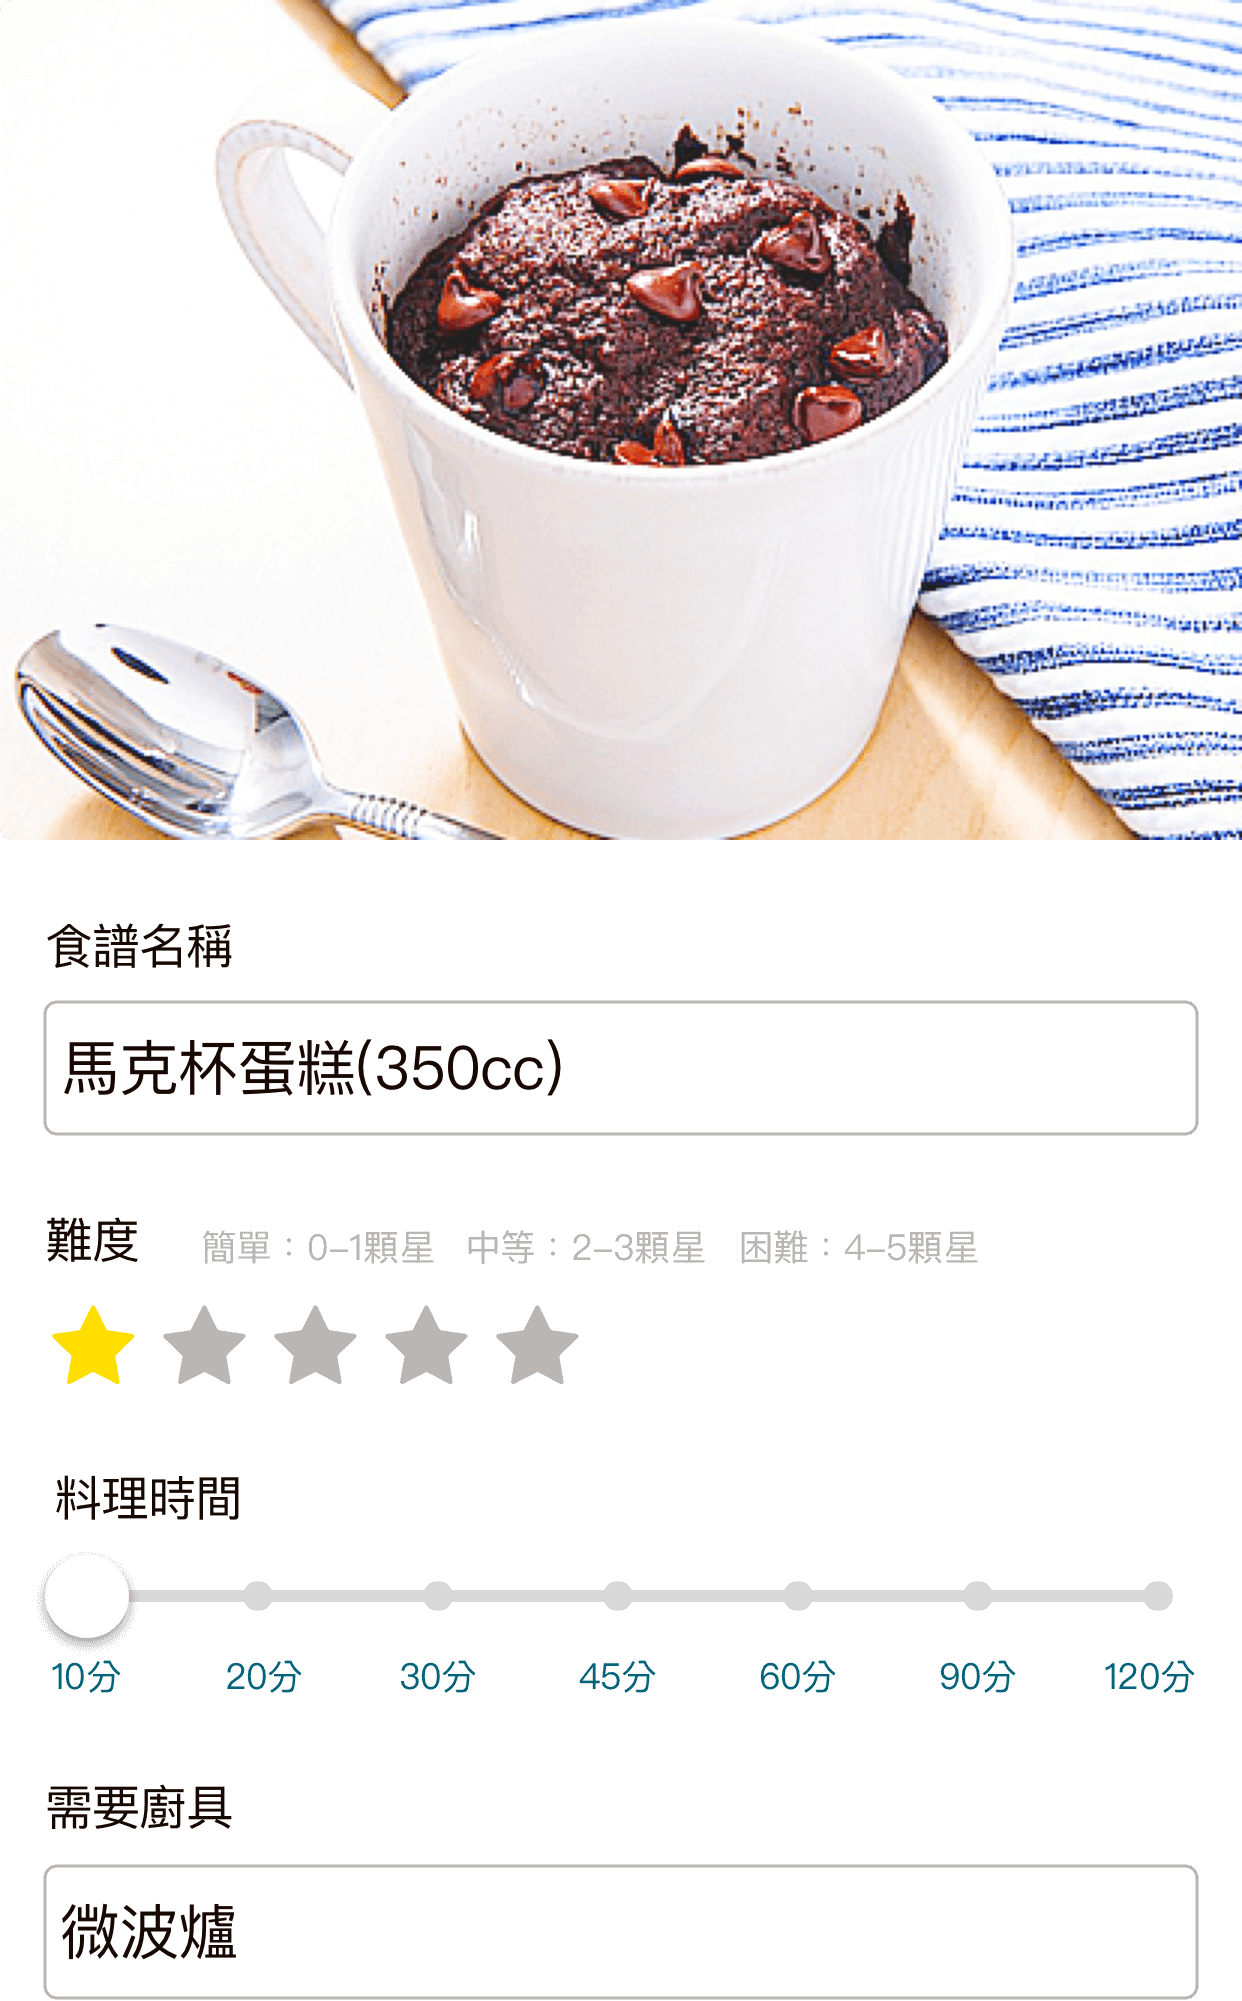 食譜名稱
馬克杯蛋糕(350cc)
難度 簡單：0-1顆星 中等：2-3顆星 困難：4-5顆星
料理時間
10分 20分 30分 45分 60分 90分 120分
需要廚具
微波爐